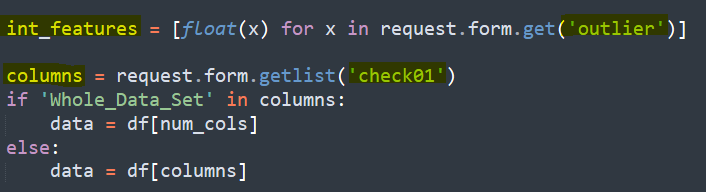 int_features = [float(x) for x in request.form.get('outlier')]
columns = request.form.getlist('check01')
if 'Whole_Data_Set' in columns:
    data = df[num_cols]
else:
    data = df[columns]